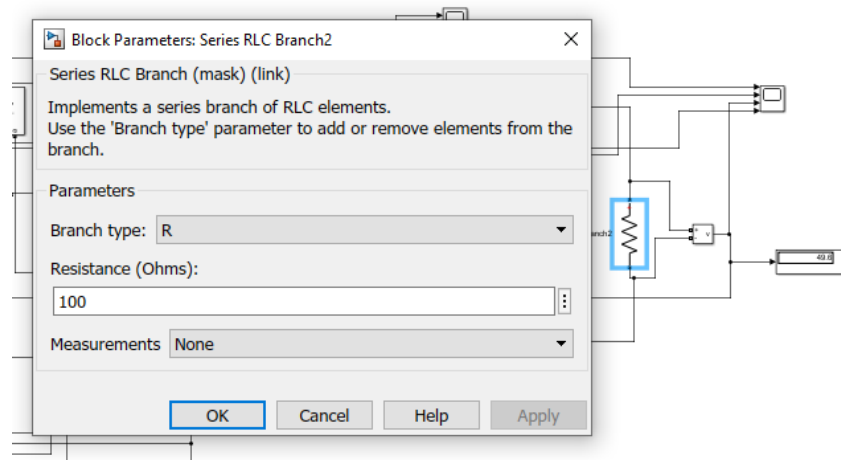 Block Parameters: Series RLC Branch2
Series RLC Branch (mask) (link)
Implements a series branch of RLC elements.
Use the 'Branch type' parameter to add or remove elements from the
branch.
Parameters
Branch type: R
Resistance (Ohms):
100
Measurements None
OK Cancel Help Apply
anch2
+
-
v
49.6